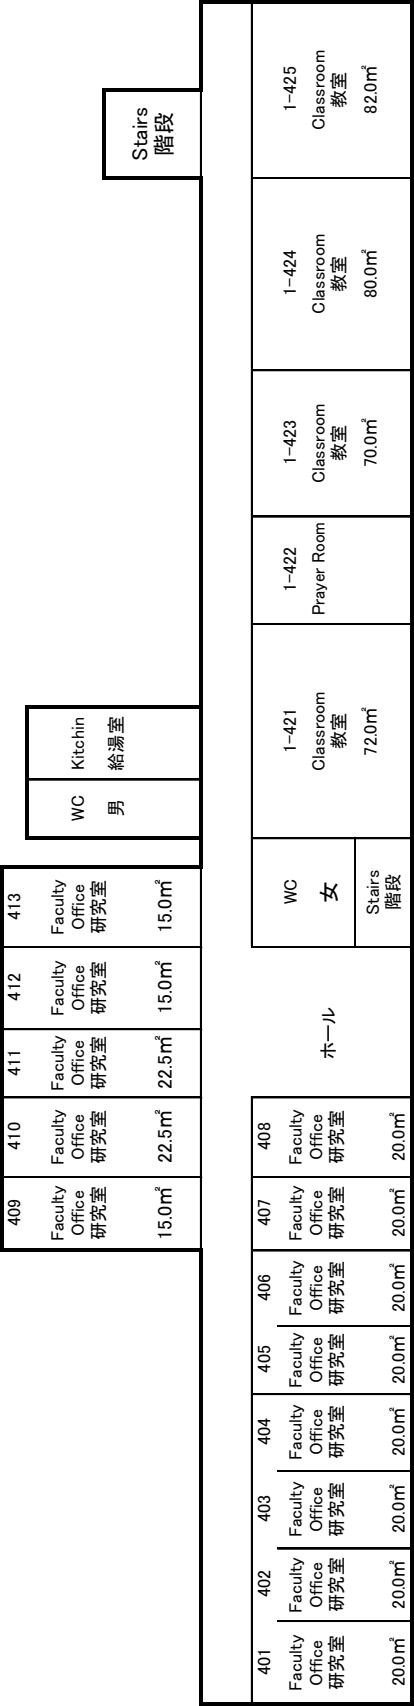 Stairs
階段
1-425
Classroom
教室
82.0㎡
1-424
Classroom
教室
80.0㎡
1-423
Classroom
教室
70.0㎡
1-422
Prayer Room
1-421
Classroom
教室
72.0㎡
Kitchin
給湯室
WC
男
WC
女
Stairs
階段
ホール
413
Faculty
Office
研究室
15.0㎡
412
Faculty
Office
研究室
15.0㎡
411
Faculty
Office
研究室
22.5㎡
410
Faculty
Office
研究室
22.5㎡
409
Faculty
Office
研究室
15.0㎡
408
Faculty
Office
研究室
20.0㎡
407
Faculty
Office
研究室
20.0㎡
406
Faculty
Office
研究室
20.0㎡
405
Faculty
Office
研究室
20.0㎡
404
Faculty
Office
研究室
20.0㎡
403
Faculty
Office
研究室
20.0㎡
402
Faculty
Office
研究室
20.0㎡
401
Faculty
Office
研究室
20.0㎡